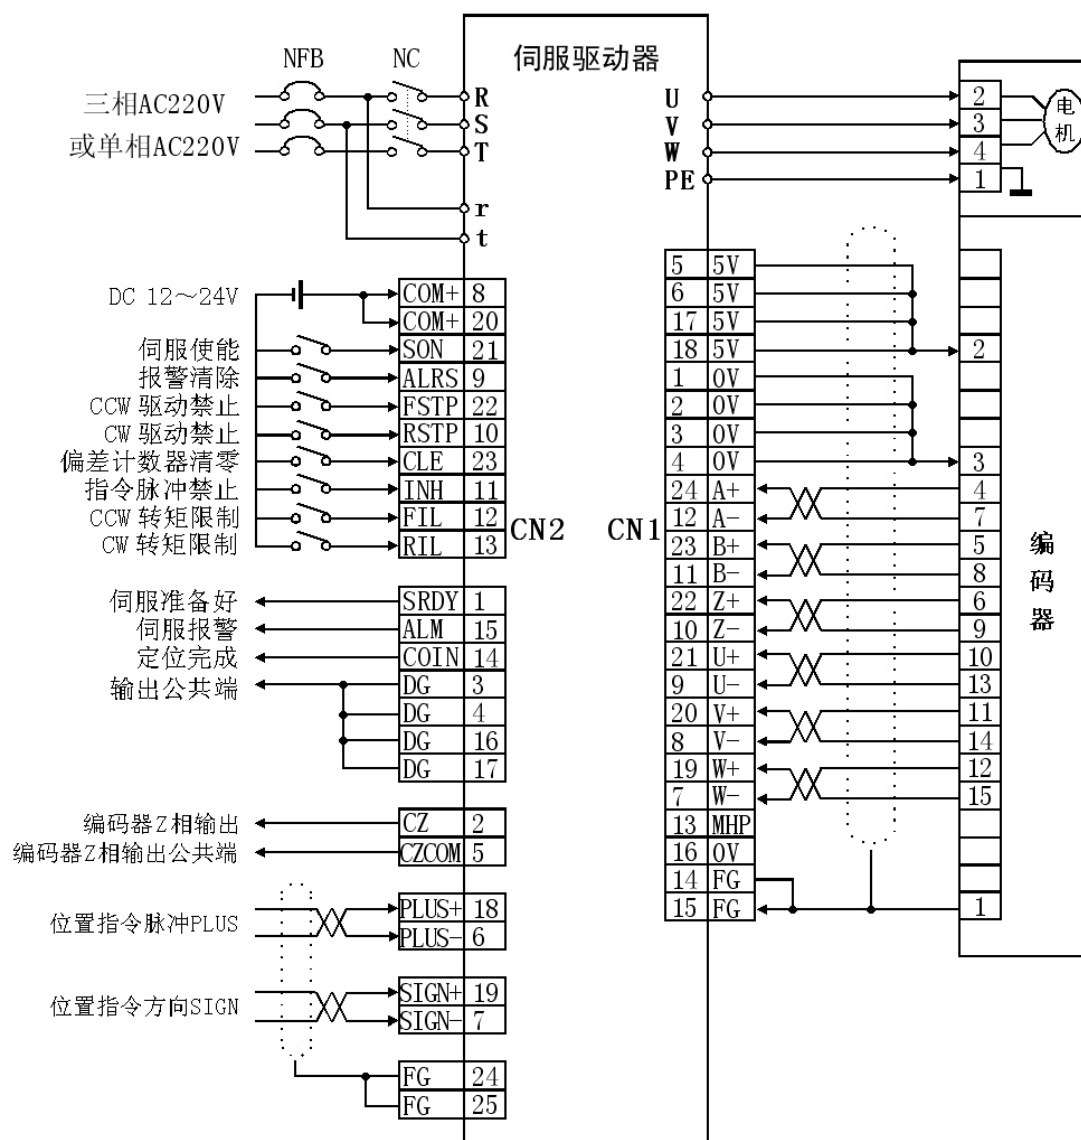 伺服驱动器
NFB NC
三相AC220V R U 2
S V 3 电机
或单相AC220V T W 4
PE 1
r
t
5 5V
DC 12～24V COM+ 8 6 5V
COM+ 20 17 5V
伺服使能 SON 21 18 5V 2
报警清除 ALRS 9 1 0V
CCW 驱动禁止 FSTP 22 2 0V
CW 驱动禁止 RSTP 10 3 0V
偏差计数器清零 CLE 23 4 0V 3
指令脉冲禁止 INH 11 24 A+ 4
CCW 转矩限制 FIL 12 12 A- 7
CN2 CN1
CW 转矩限制 RIL 13 23 B+ 5
11 B- 8
编码器
伺服准备好 SRDY 1 22 Z+ 6
伺服报警 ALM 15 10 Z- 9
定位完成 COIN 14 21 U+ 10
输出公共端 DG 3 9 U- 13
DG 4 20 V+ 11
DG 16 8 V- 14
DG 17 19 W+ 12
7 W- 15
编码器Z相输出 CZ 2 13 MHP
编码器Z相输出公共端 CZCOM 5 16 0V
14 FG
位置指令脉冲PLUS PLUS+ 18 15 FG 1
PLUS- 6
位置指令方向SIGN SIGN+ 19
SIGN- 7
FG 24
FG 25